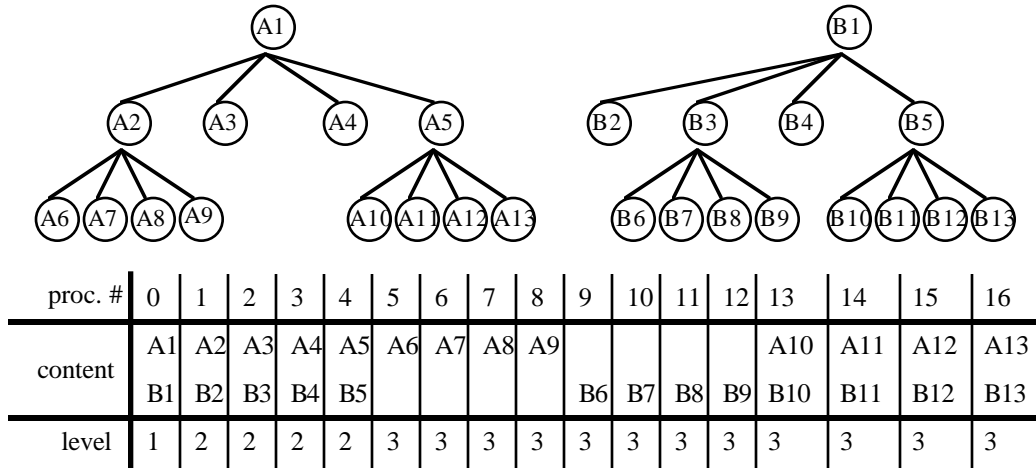 A1 B1
A2 A3 A4 A5 B2 B3 B4 B5
A6 A7 A8 A9 A10 A11 A12 A13 B6 B7 B8 B9 B10 B11 B12 B13
proc. # 0 1 2 3 4 5 6 7 8 9 10 11 12 13 14 15 16
A1 A2 A3 A4 A5 A6 A7 A8 A9 A10 A11 A12 A13
content
B1 B2 B3 B4 B5 B6 B7 B8 B9 B10 B11 B12 B13
level 1 2 2 2 2 3 3 3 3 3 3 3 3 3 3 3 3